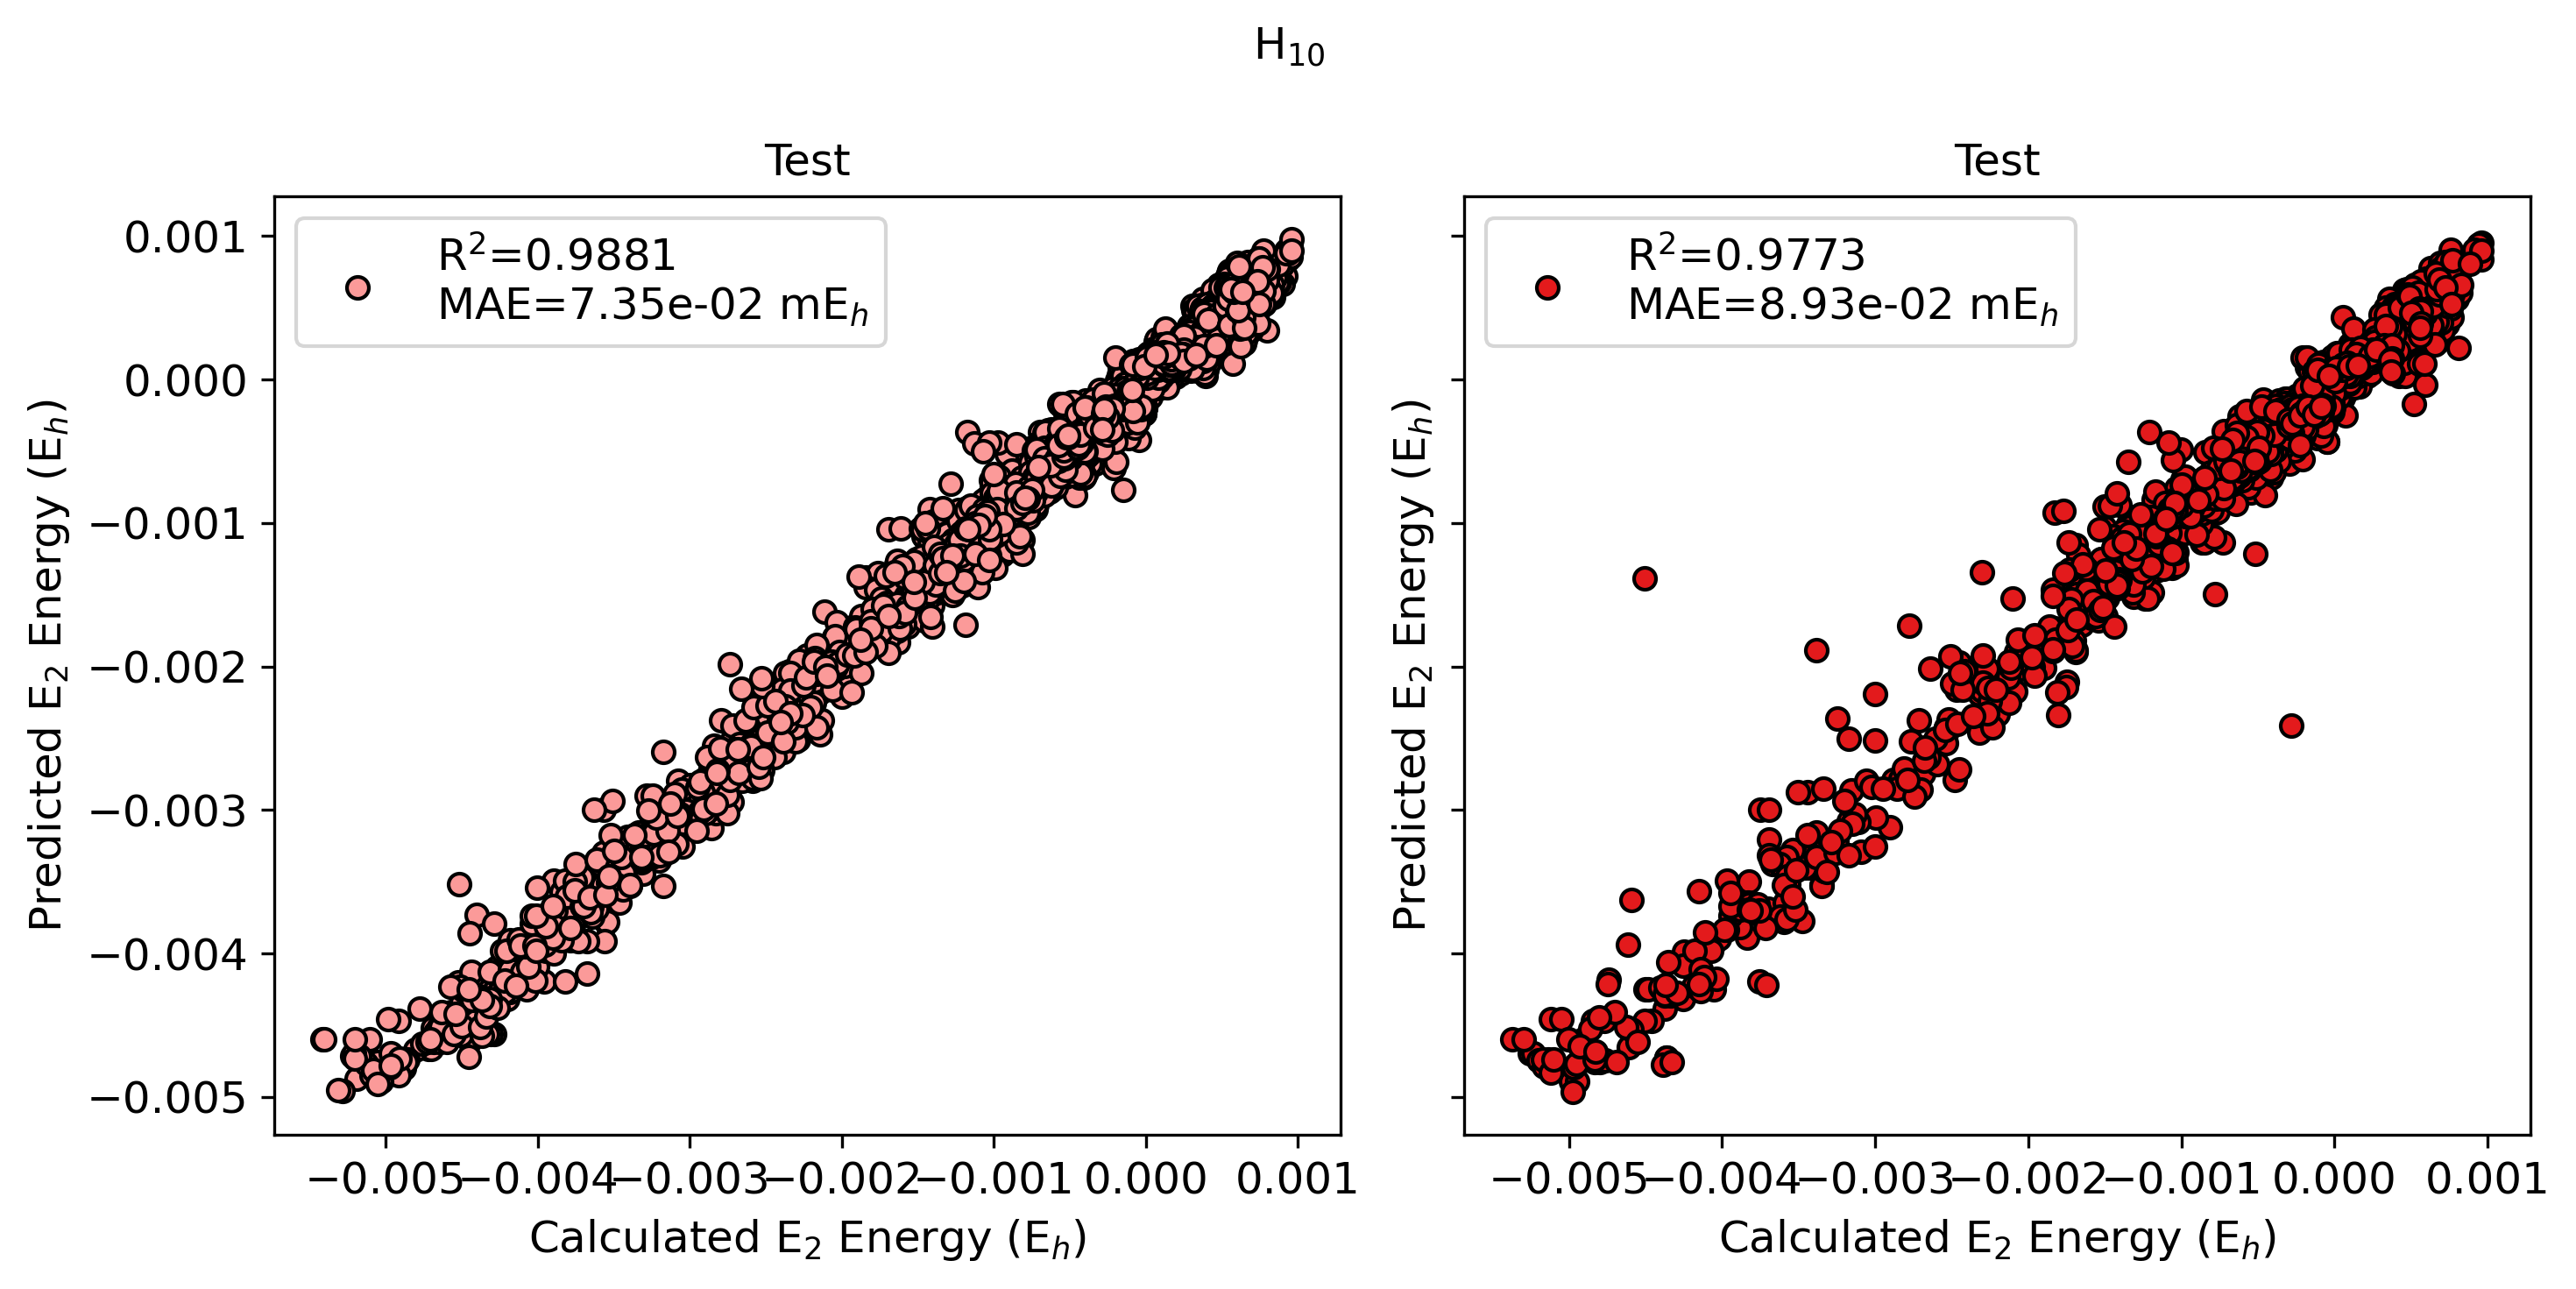 H₁₀
Test
R²=0.9881
MAE=7.35e-02 mEₕ
0.001
0.000
−0.001
−0.002
−0.003
−0.004
−0.005
Predicted E₂ Energy (Eₕ)
−0.005 −0.004 −0.003 −0.002 −0.001 0.000 0.001
Calculated E₂ Energy (Eₕ)
Test
R²=0.9773
MAE=8.93e-02 mEₕ
Predicted E₂ Energy (Eₕ)
−0.005 −0.004 −0.003 −0.002 −0.001 0.000 0.001
Calculated E₂ Energy (Eₕ)